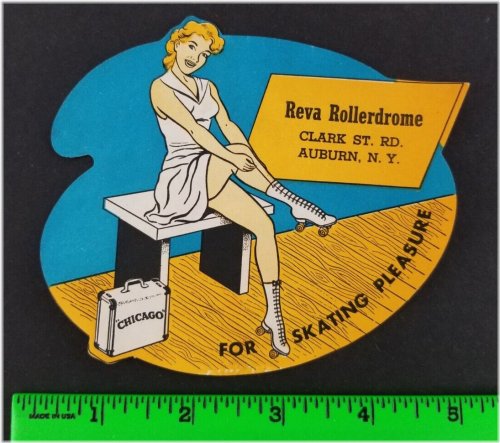 Reva Rollerdrome
CLARK ST. RD.
AUBURN, N. Y.
"CHICAGO"
FOR SKATING PLEASURE
1 2 3 4 5
MADE IN USA